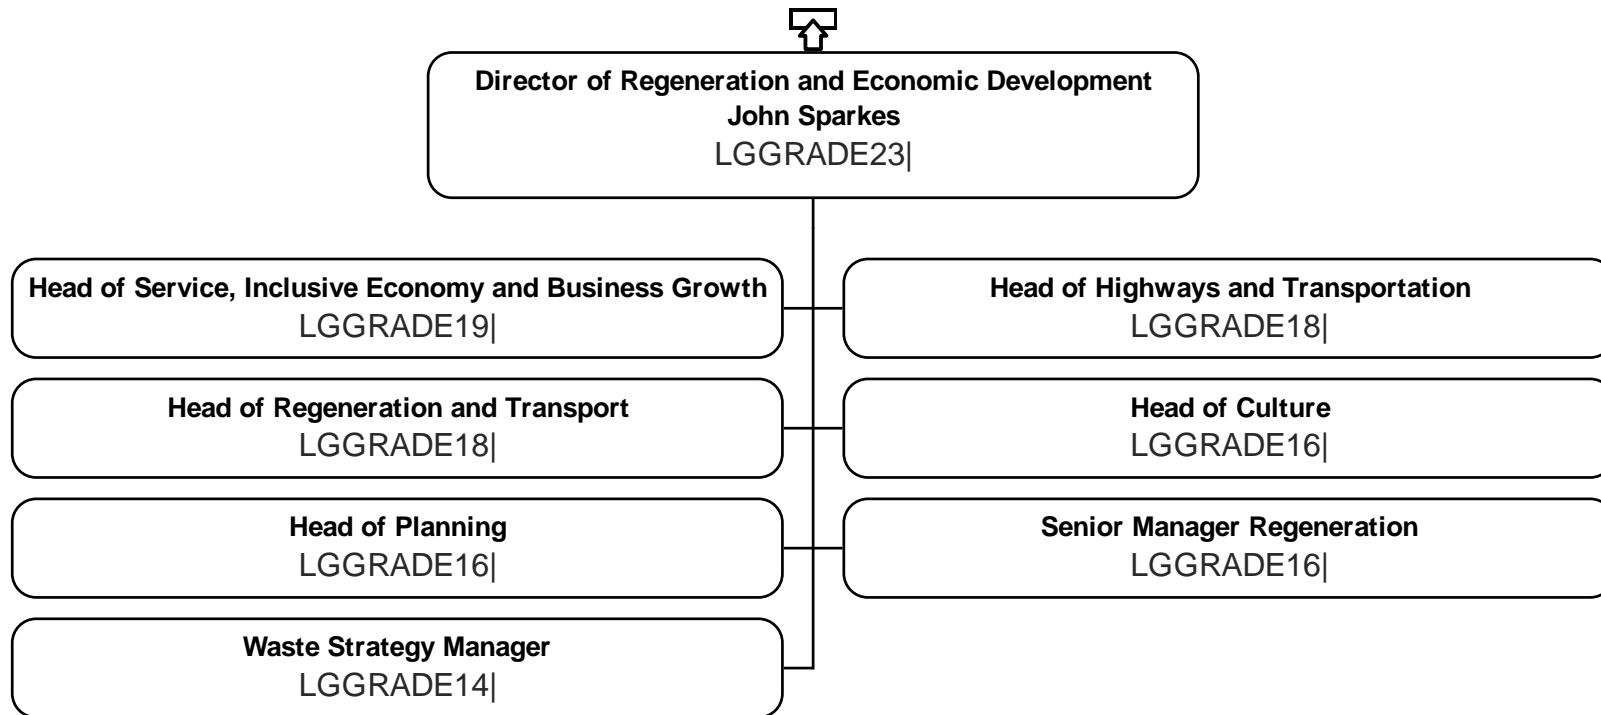 Director of Regeneration and Economic Development
John Sparkes
LGGRADE23|
Head of Service, Inclusive Economy and Business Growth
LGGRADE19|
Head of Highways and Transportation
LGGRADE18|
Head of Regeneration and Transport
LGGRADE18|
Head of Culture
LGGRADE16|
Head of Planning
LGGRADE16|
Senior Manager Regeneration
LGGRADE16|
Waste Strategy Manager
LGGRADE14|